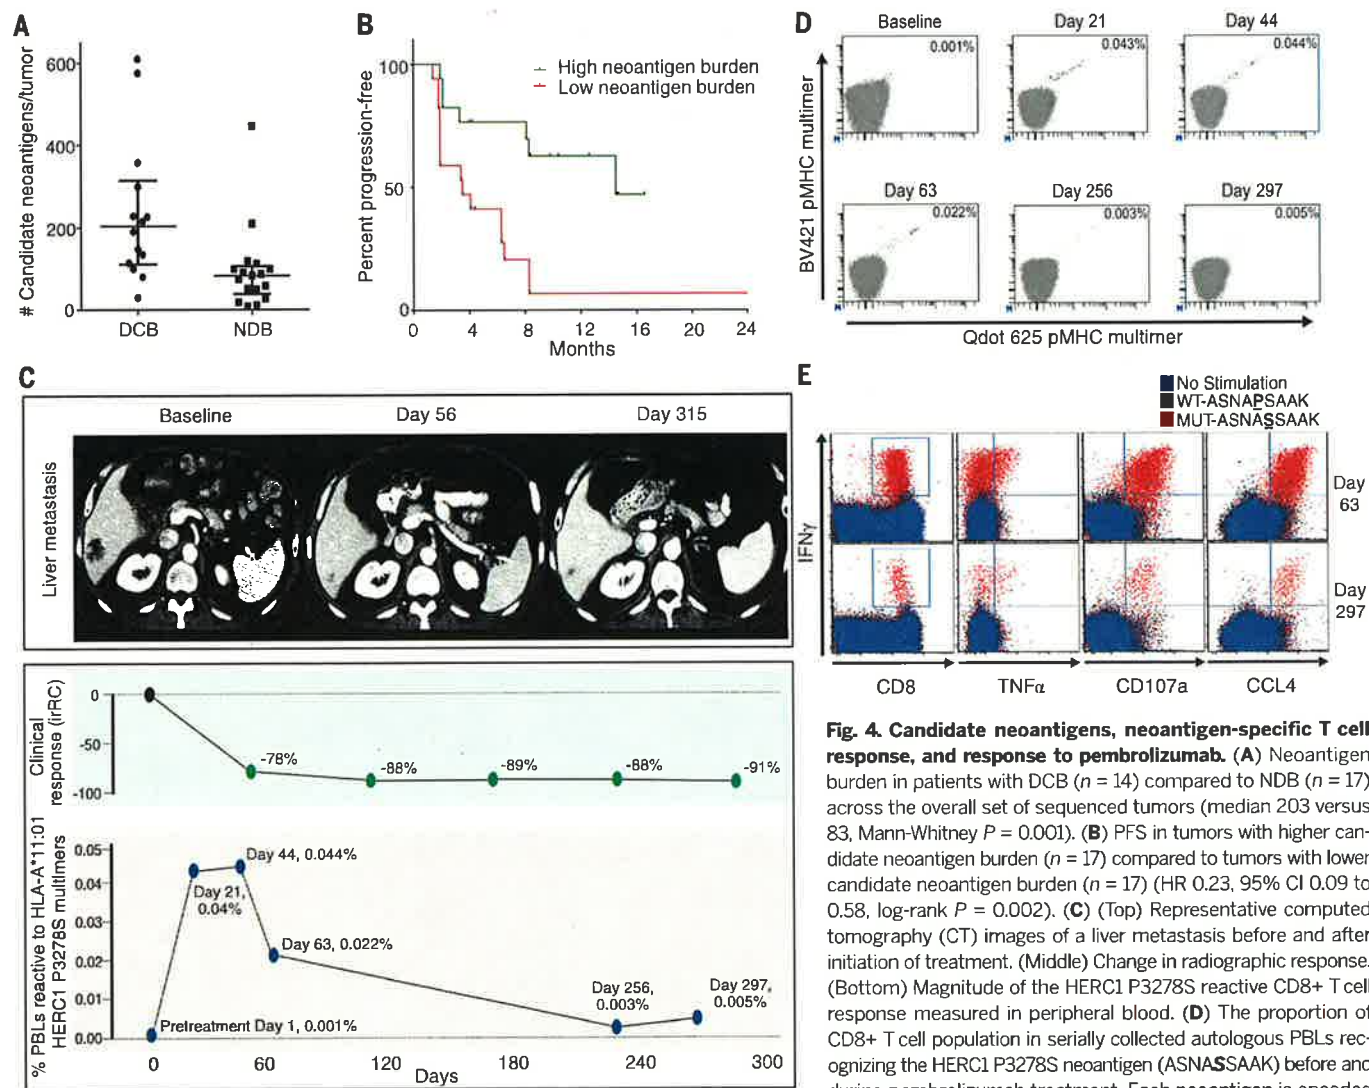 A
# Candidate neoantigens/tumor
600
400
200
0
DCB
NDB
B
Percent progression-free
100
50
0
High neoantigen burden
Low neoantigen burden
0 4 8 12 16 20 24
Months
C
Baseline
Day 56
Day 315
Liver metastasis
Clinical response (irRC)
0
-50
-100
-78%
-88%
-89%
-88%
-91%
% PBLs reactive to HLA-A*11:01 HERC1 P3278S multimers
0.05
0.04
0.03
0.02
0.01
0.00
Pretreatment Day 1, 0.001%
Day 21, 0.04%
Day 44, 0.044%
Day 63, 0.022%
Day 256, 0.003%
Day 297, 0.005%
0 60 120 180 240 300
Days
D
BV421 pMHC multimer
Baseline
0.001%
Day 21
0.043%
Day 44
0.044%
Day 63
0.022%
Day 256
0.003%
Day 297
0.005%
Qdot 625 pMHC multimer
E
No Stimulation
WT-ASNAPSAAK
MUT-ASNASSAAK
IFNγ
Day 63
Day 297
CD8
TNFα
CD107a
CCL4
Fig. 4. Candidate neoantigens, neoantigen-specific T cell
response, and response to pembrolizumab. (A) Neoantigen
burden in patients with DCB (n = 14) compared to NDB (n = 17)
across the overall set of sequenced tumors (median 203 versus
83, Mann-Whitney P = 0.001). (B) PFS in tumors with higher can-
didate neoantigen burden (n = 17) compared to tumors with lower
candidate neoantigen burden (n = 17) (HR 0.23, 95% CI 0.09 to
0.58, log-rank P = 0.002). (C) (Top) Representative computed
tomography (CT) images of a liver metastasis before and after
initiation of treatment. (Middle) Change in radiographic response.
(Bottom) Magnitude of the HERC1 P3278S reactive CD8+ T cell
response measured in peripheral blood. (D) The proportion of
CD8+ T cell population in serially collected autologous PBLs rec-
ognizing the HERC1 P3278S neoantigen (ASNASSAAK) before and
during pembrolizumab treatment. Each neoantigen is encoded